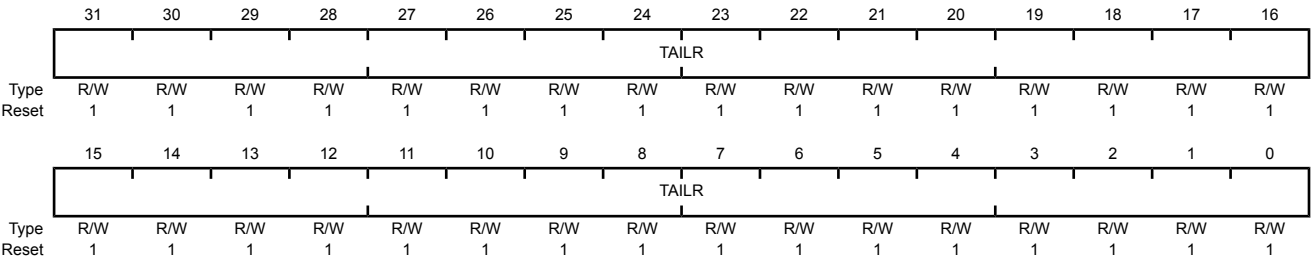 31 30 29 28 27 26 25 24 23 22 21 20 19 18 17 16
TAILR
Type R/W R/W R/W R/W R/W R/W R/W R/W R/W R/W R/W R/W R/W R/W R/W R/W
Reset 1 1 1 1 1 1 1 1 1 1 1 1 1 1 1 1
15 14 13 12 11 10 9 8 7 6 5 4 3 2 1 0
TAILR
Type R/W R/W R/W R/W R/W R/W R/W R/W R/W R/W R/W R/W R/W R/W R/W R/W
Reset 1 1 1 1 1 1 1 1 1 1 1 1 1 1 1 1